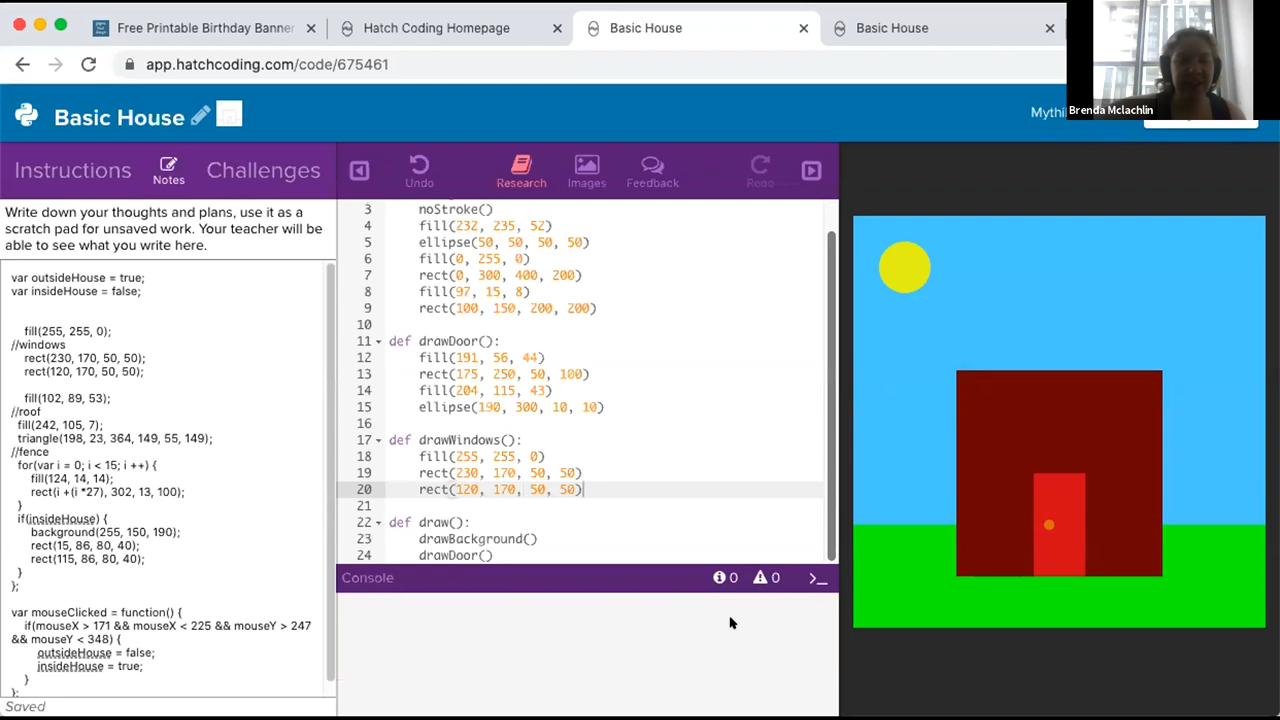 Free Printable Birthday Banner
Hatch Coding Homepage
Basic House
Basic House
app.hatchcoding.com/code/675461
Brenda Mclachlin
Basic House
Mythi
Instructions
Notes
Challenges
Undo
Research
Images
Feedback
Write down your thoughts and plans, use it as a
scratch pad for unsaved work. Your teacher will be
able to see what you write here.
var outsideHouse = true;
var insideHouse = false;
fill(255, 255, 0);
//windows
rect(230, 170, 50, 50);
rect(120, 170, 50, 50);
fill(102, 89, 53);
//roof
fill(242, 105, 7);
triangle(198, 23, 364, 149, 55, 149);
//fence
for(var i = 0; i < 15; i ++) {
fill(124, 14, 14);
rect(i +(i *27), 302, 13, 100);
}
if(insideHouse) {
background(255, 150, 190);
rect(15, 86, 80, 40);
rect(115, 86, 80, 40);
}
};
var mouseClicked = function() {
if(mouseX > 171 && mouseX < 225 && mouseY > 247
&& mouseY < 348) {
outsideHouse = false;
insideHouse = true;
}
};
Saved
3 noStroke()
4 fill(232, 235, 52)
5 ellipse(50, 50, 50, 50)
6 fill(0, 255, 0)
7 rect(0, 300, 400, 200)
8 fill(97, 15, 8)
9 rect(100, 150, 200, 200)
10
11 def drawDoor():
12 fill(191, 56, 44)
13 rect(175, 250, 50, 100)
14 fill(204, 115, 43)
15 ellipse(190, 300, 10, 10)
16
17 def drawWindows():
18 fill(255, 255, 0)
19 rect(230, 170, 50, 50)
20 rect(120, 170, 50, 50)
21
22 def draw():
23 drawBackground()
24 drawDoor()
Console
0
0